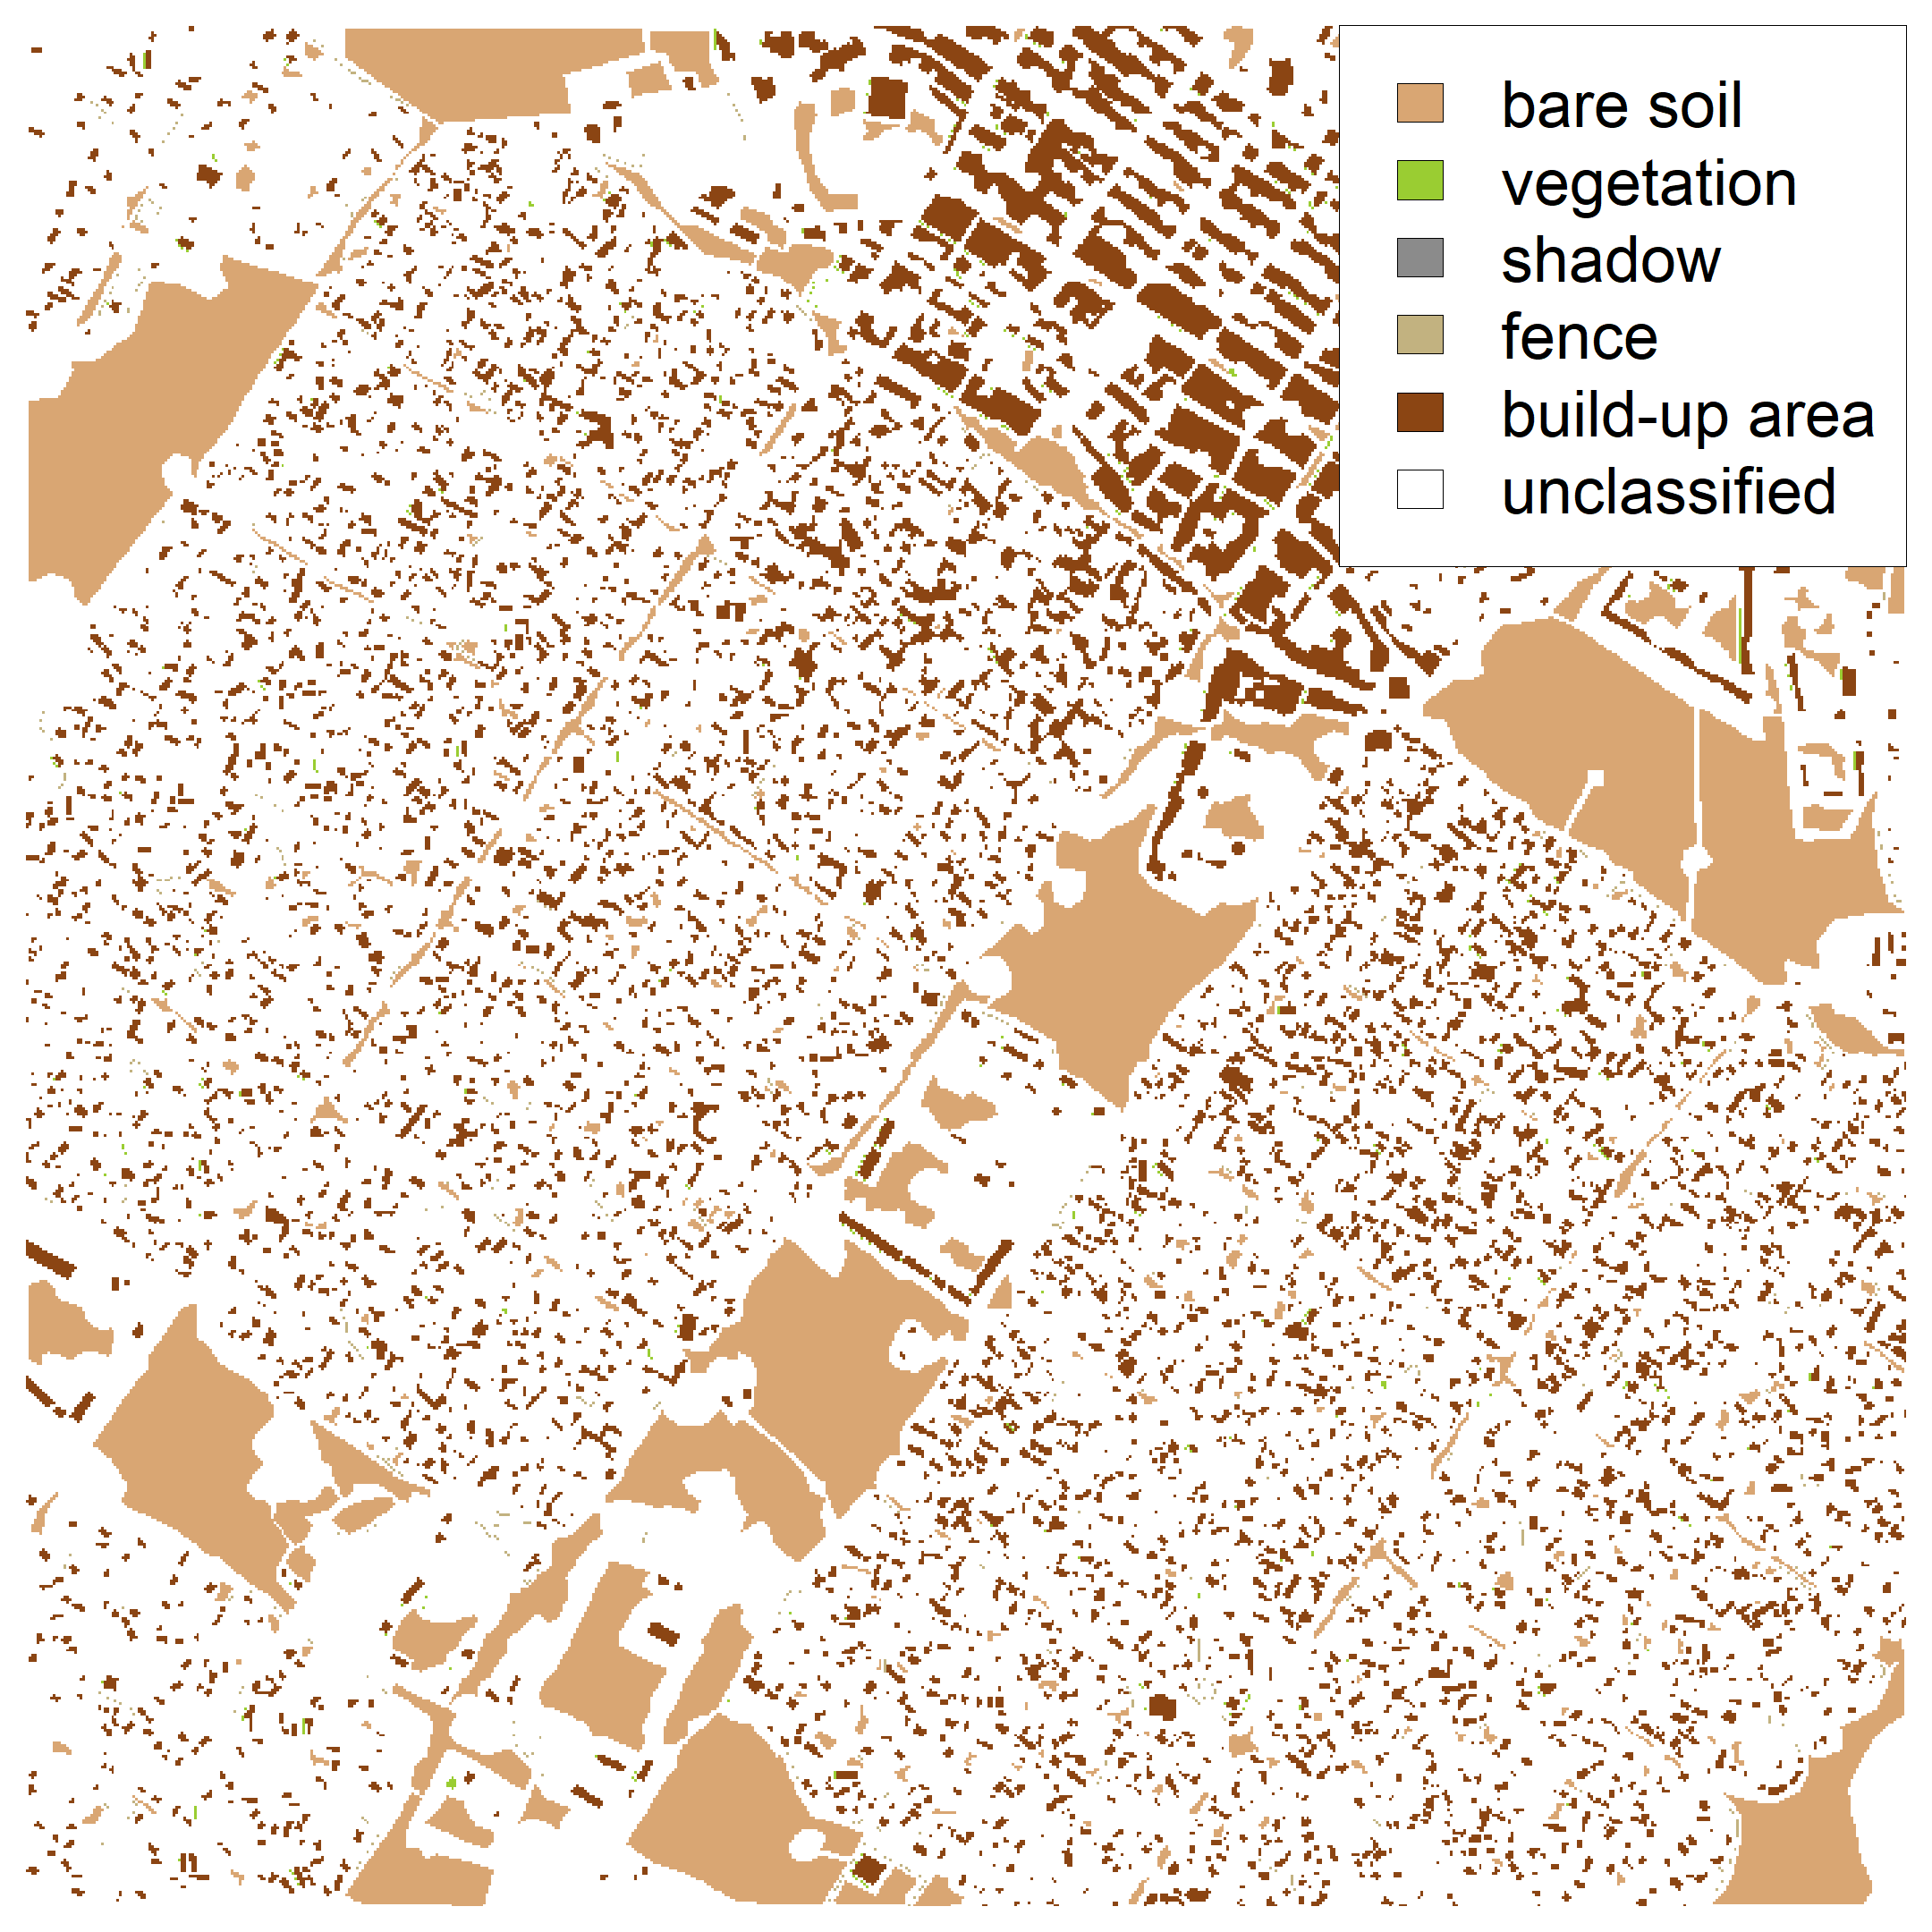 bare soil
vegetation
shadow
fence
build-up area
unclassified